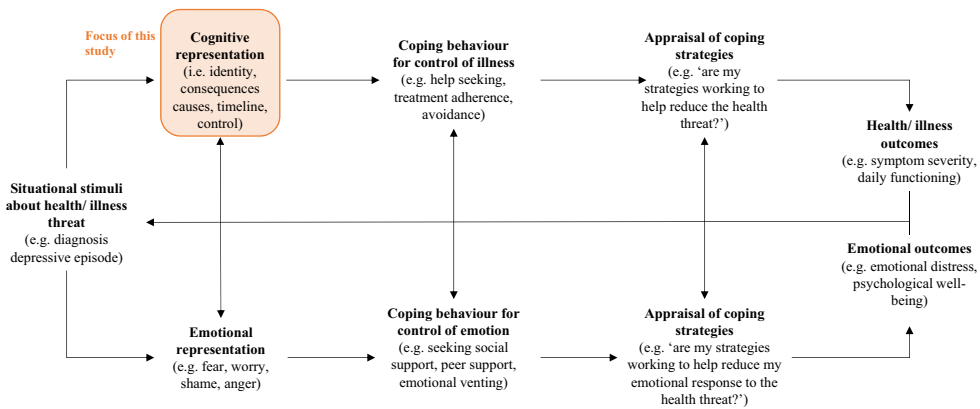 Focus of this
study
Cognitive
representation
(i.e. identity,
consequences
causes, timeline,
control)
Coping behaviour
for control of illness
(e.g. help seeking,
treatment adherence,
avoidance)
Appraisal of coping
strategies
(e.g. ‘are my
strategies working to
help reduce the health
threat?’)
Health/ illness
outcomes
(e.g. symptom severity,
daily functioning)
Situational stimuli
about health/ illness
threat
(e.g. diagnosis
depressive episode)
Emotional outcomes
(e.g. emotional distress,
psychological well-
being)
Emotional
representation
(e.g. fear, worry,
shame, anger)
Coping behaviour for
control of emotion
(e.g. seeking social
support, peer support,
emotional venting)
Appraisal of coping
strategies
(e.g. ‘are my strategies
working to help reduce my
emotional response to the
health threat?’)